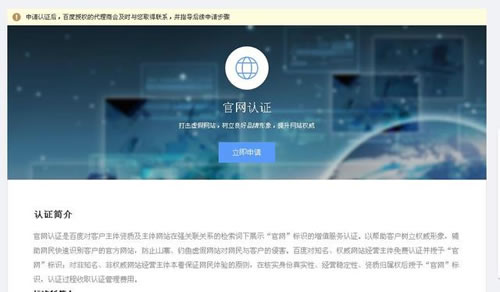 申请认证后，百度授权的代理商会及时与您取得联系，并指导后续申请步骤
官网认证
打击虚假网站，树立良好品牌形象，提升网站权威
立即申请
认证简介
官网认证是百度对客户主体资质及主体网站在强关联关系的检索词下展示“官网”标识的增值服务认证。以帮助客户树立权威形象、辅
助网民快速识别客户的官方网站，防止山寨、钓鱼虚假网站对网民与客户的侵害。百度对知名、权威网站经营主体免费认证并授予“官
网”标识；对非知名、非权威网站经营主体本着保证网民体验的原则，在核实身份真实性、经营稳定性、资质归属权后授予“官网”标
识，认证过程收取认证管理费用。